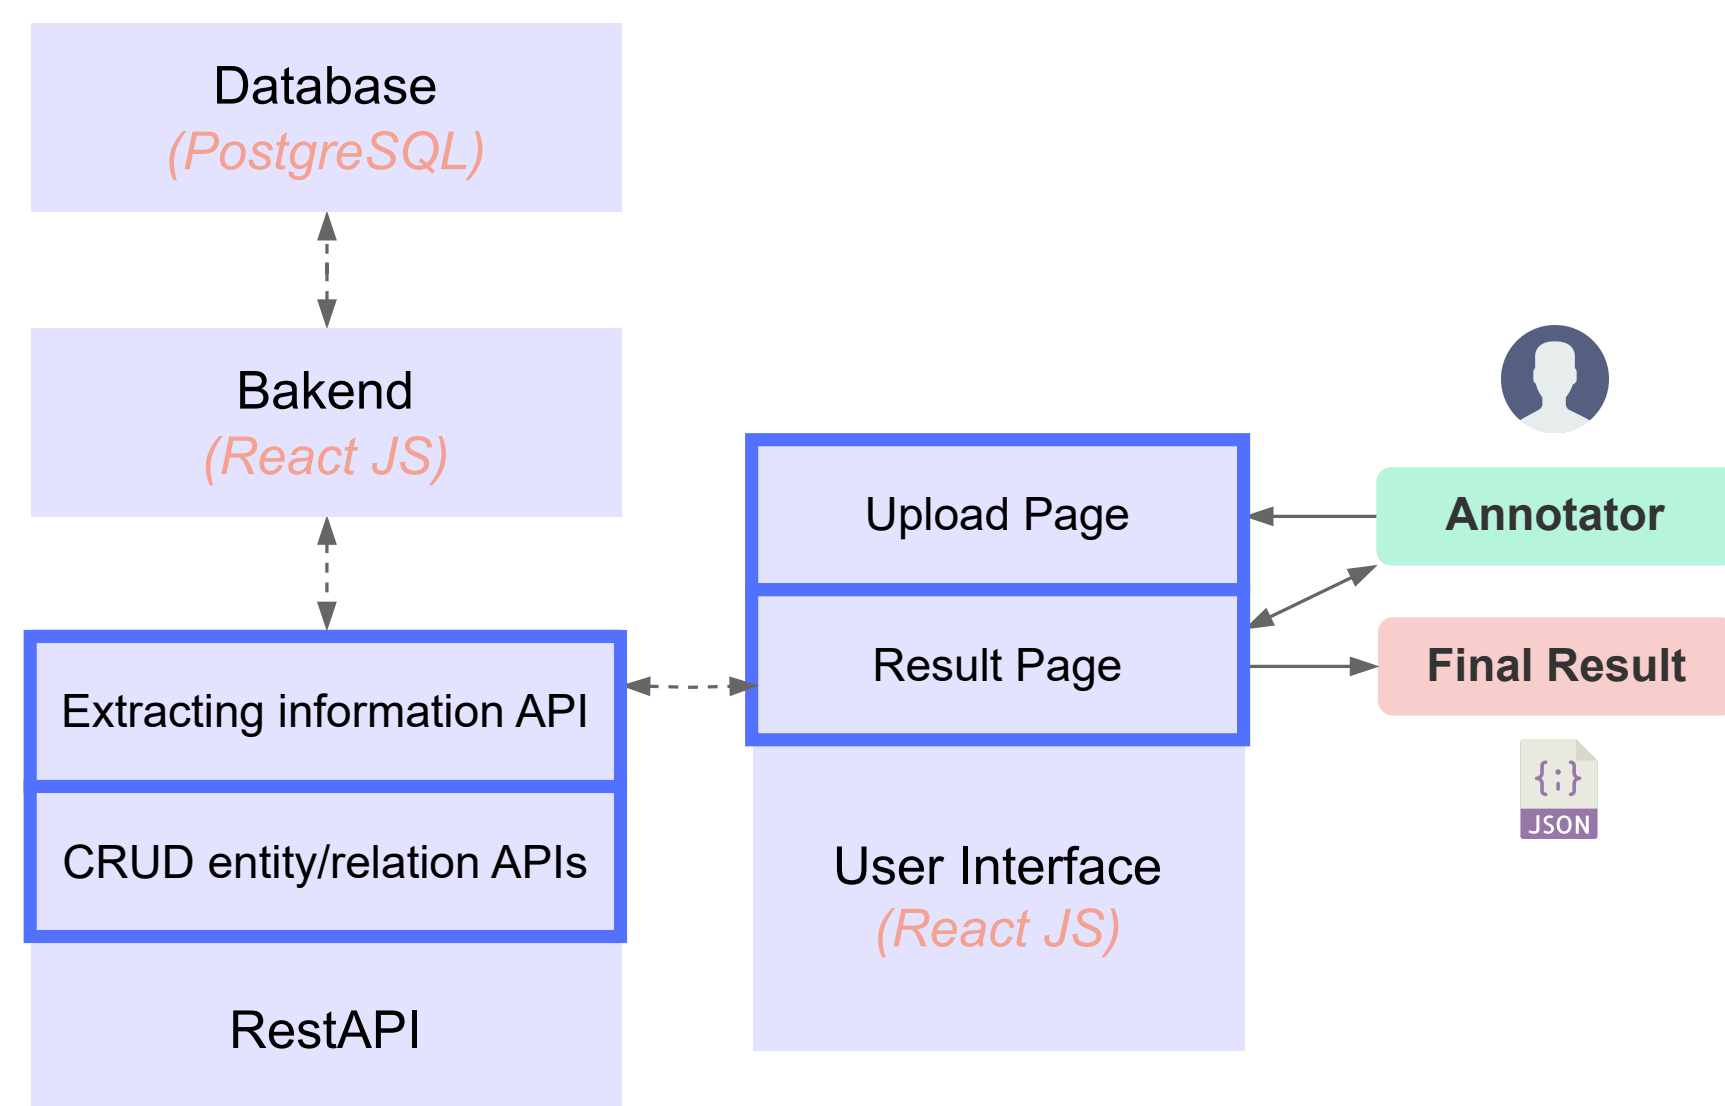 Database
(PostgreSQL)
Bakend
(React JS)
Extracting information API
CRUD entity/relation APIs
RestAPI
Upload Page
Result Page
User Interface
(React JS)
Annotator
Final Result
{;}
JSON